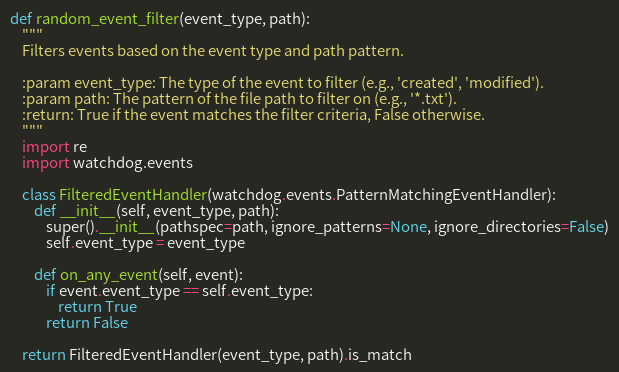 def random_event_filter(event_type, path):
    """
    Filters events based on the event type and path pattern.

    :param event_type: The type of the event to filter (e.g., 'created', 'modified').
    :param path: The pattern of the file path to filter on (e.g., '*.txt').
    :return: True if the event matches the filter criteria, False otherwise.
    """
    import re
    import watchdog.events

    class FilteredEventHandler(watchdog.events.PatternMatchingEventHandler):
        def __init__(self, event_type, path):
            super().__init__(pathspec=path, ignore_patterns=None, ignore_directories=False)
            self.event_type = event_type

        def on_any_event(self, event):
            if event.event_type == self.event_type:
                return True
            return False

    return FilteredEventHandler(event_type, path).is_match